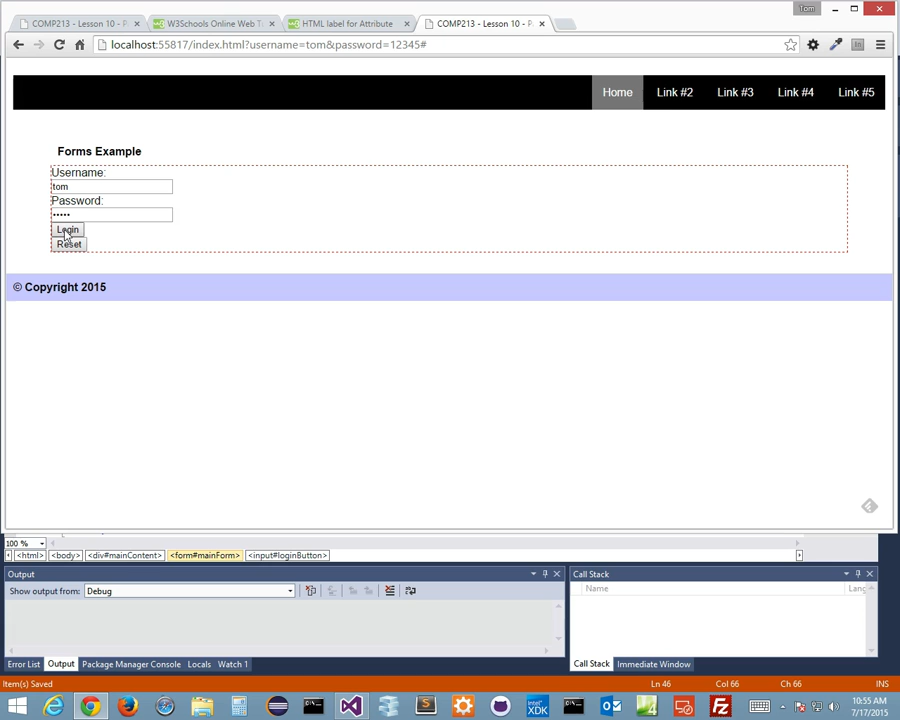 Tom
COMP213 - Lesson 10 - P
W3Schools Online Web T
HTML label for Attribute
COMP213 - Lesson 10 - P
localhost:55817/index.html?username=tom&password=12345#
Home Link #2 Link #3 Link #4 Link #5
Forms Example
Username:
tom
Password:
•••••
Login
Reset
© Copyright 2015
100 %
<html> <body> <div#mainContent> <form#mainForm> <input#loginButton>
Output
Call Stack
Show output from: Debug
Name Lang
Error List Output Package Manager Console Locals Watch 1
Call Stack Immediate Window
Item(s) Saved Ln 46 Col 66 Ch 66 INS
10:55 AM
7/17/2015